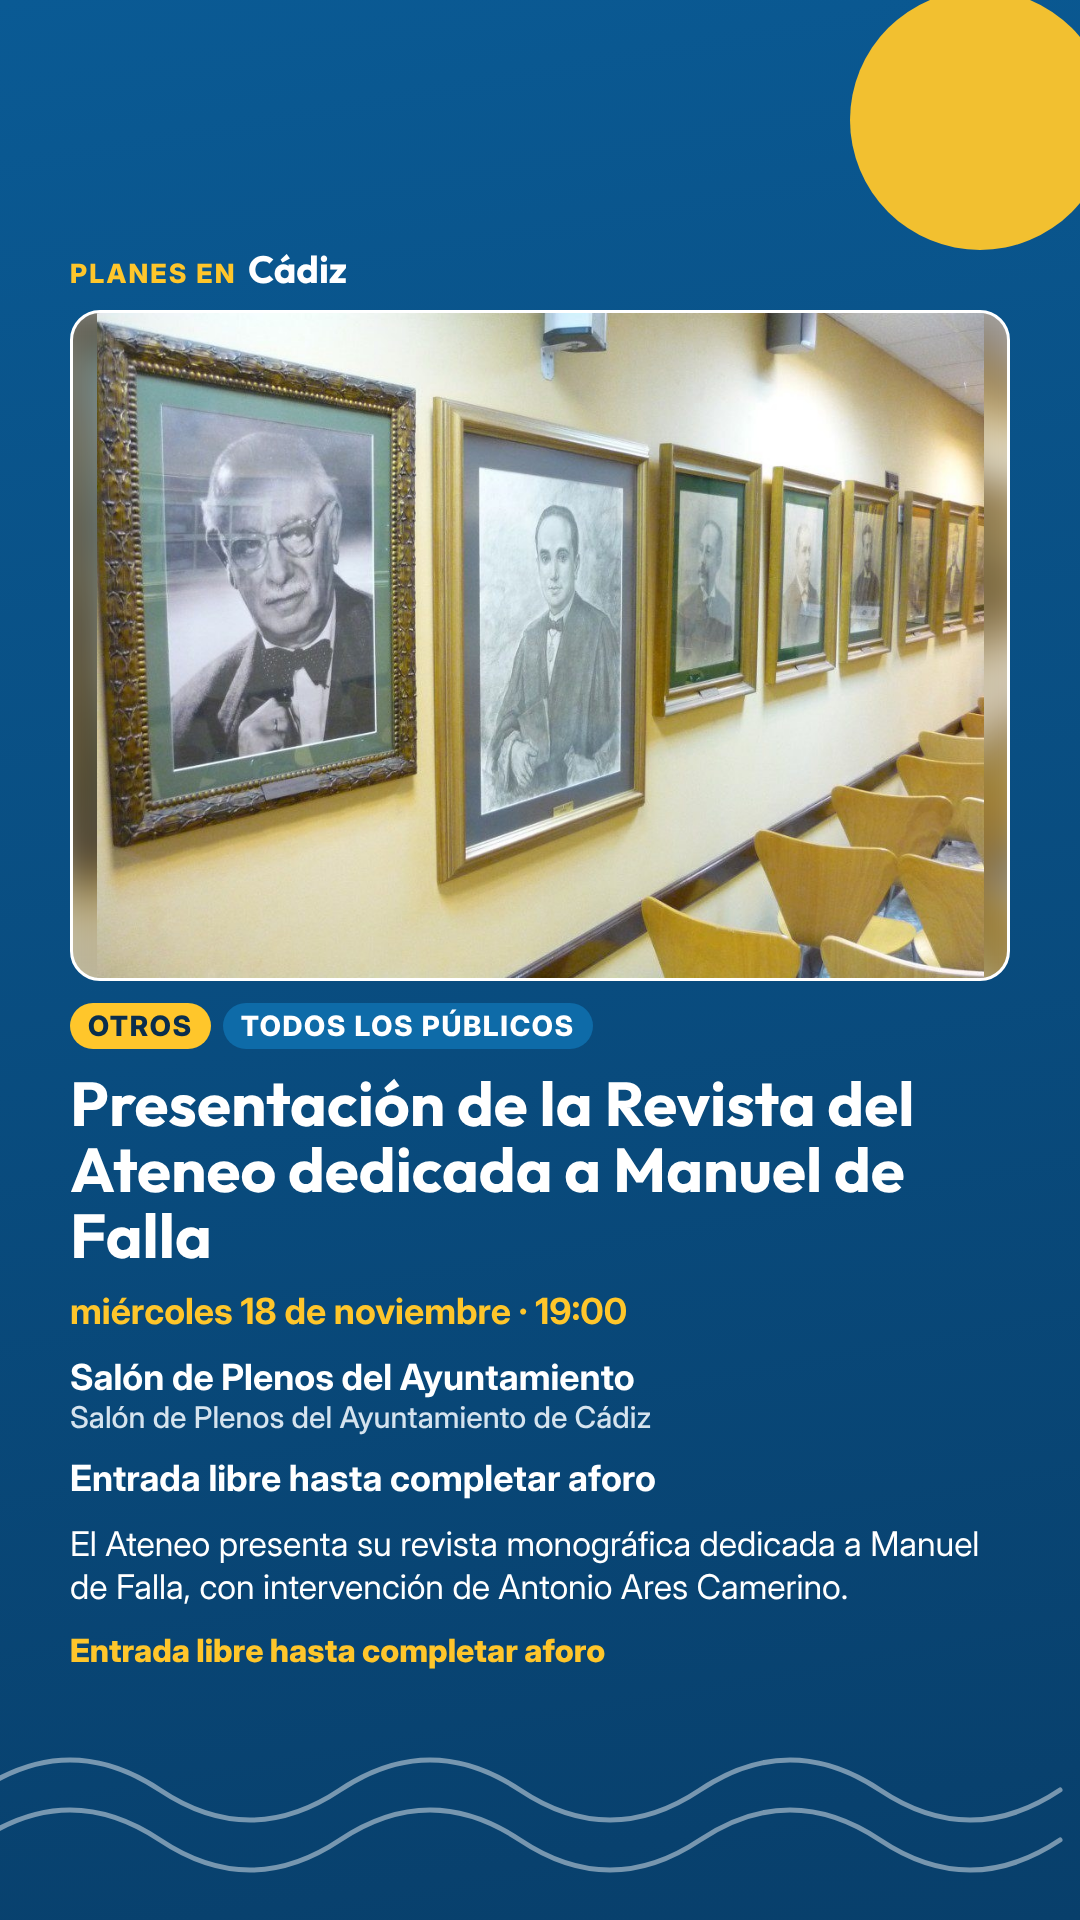 PLANES EN Cádiz
OTROS
TODOS LOS PÚBLICOS
Presentación de la Revista del
Ateneo dedicada a Manuel de
Falla
miércoles 18 de noviembre · 19:00
Salón de Plenos del Ayuntamiento
Salón de Plenos del Ayuntamiento de Cádiz
Entrada libre hasta completar aforo
El Ateneo presenta su revista monográfica dedicada a Manuel
de Falla, con intervención de Antonio Ares Camerino.
Entrada libre hasta completar aforo